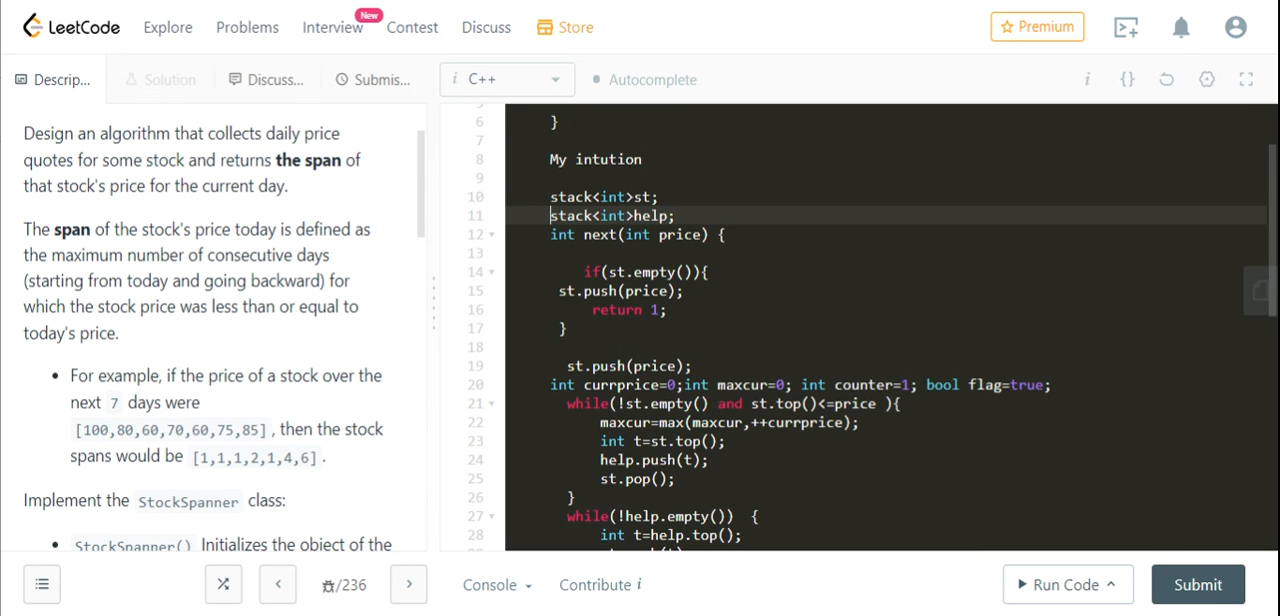 LeetCode Explore Problems Interview New Contest Discuss Store Premium
Descrip... Solution Discuss... Submis... i C++ Autocomplete i {}
Design an algorithm that collects daily price
quotes for some stock and returns the span of
that stock's price for the current day.
The span of the stock's price today is defined as
the maximum number of consecutive days
(starting from today and going backward) for
which the stock price was less than or equal to
today's price.
• For example, if the price of a stock over the
next 7 days were
[100,80,60,70,60,75,85], then the stock
spans would be [1,1,1,2,1,4,6].
Implement the StockSpanner class:
• StockSpanner() Initializes the object of the
6 }
7
8 My intution
9
10 stack<int>st;
11 stack<int>help;
12 int next(int price) {
13
14 if(st.empty()){
15 st.push(price);
16 return 1;
17 }
18
19 st.push(price);
20 int currprice=0;int maxcur=0; int counter=1; bool flag=true;
21 while(!st.empty() and st.top()<=price ){
22 maxcur=max(maxcur,++currprice);
23 int t=st.top();
24 help.push(t);
25 st.pop();
26 }
27 while(!help.empty()) {
28 int t=help.top();
/236 Console Contribute i Run Code Submit